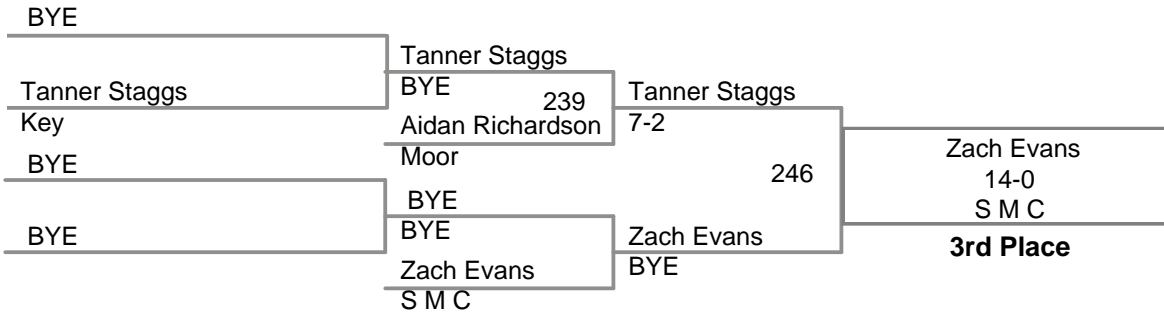 BYE
Tanner Staggs
Key
BYE
BYE
Tanner Staggs
BYE
239
Aidan Richardson
Moor
BYE
BYE
Zach Evans
S M C
Tanner Staggs
7-2
246
Zach Evans
BYE
Zach Evans
14-0
S M C
3rd Place